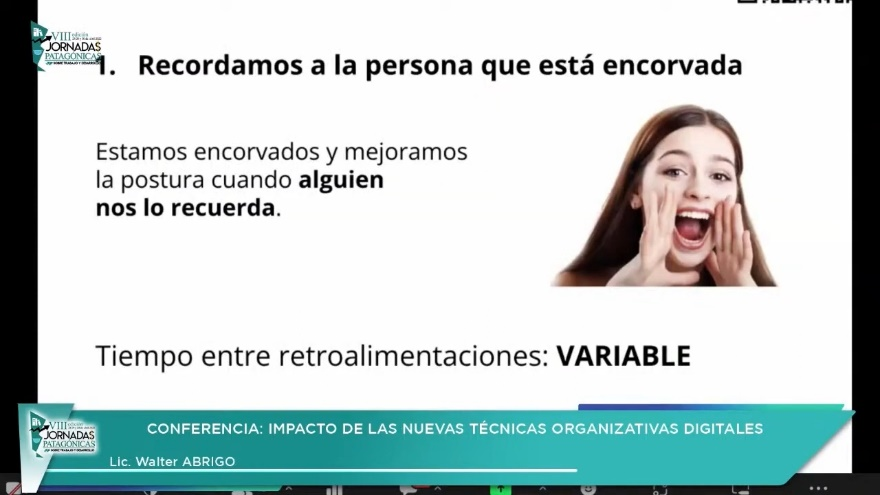 VIII edición
JORNADAS
PATAGÓNICAS
1. Recordamos a la persona que está encorvada
Estamos encorvados y mejoramos
la postura cuando alguien
nos lo recuerda.
Tiempo entre retroalimentaciones: VARIABLE
VIII
JORNADAS
PATAGÓNICAS
CONFERENCIA: IMPACTO DE LAS NUEVAS TÉCNICAS ORGANIZATIVAS DIGITALES
Lic. Walter ABRIGO